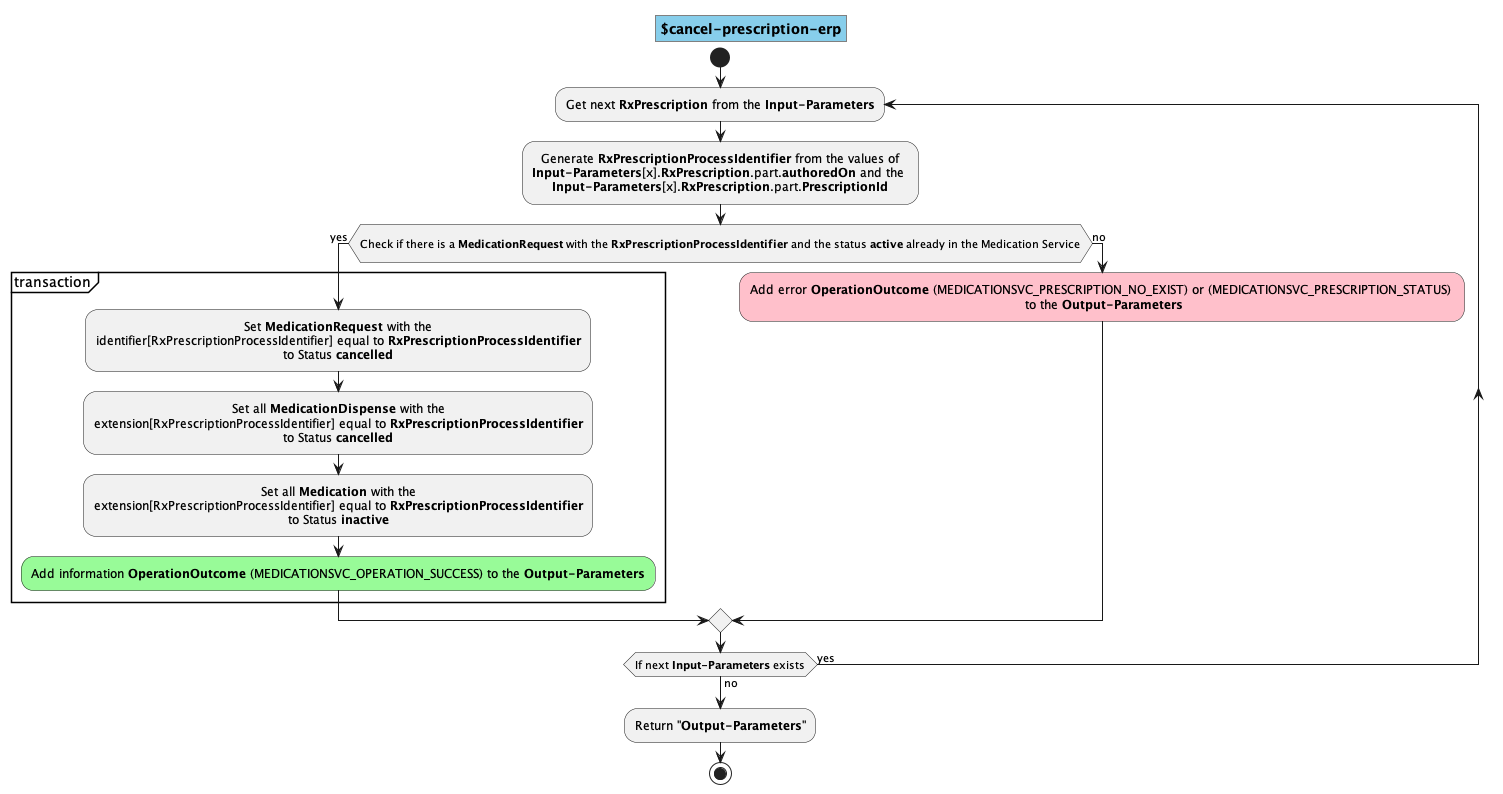 $cancel-prescription-erp
Get next RxPrescription from the Input-Parameters
Generate RxPrescriptionProcessIdentifier from the values of
Input-Parameters[x].RxPrescription.part.authoredOn and the
Input-Parameters[x].RxPrescription.part.PrescriptionId
yes
Check if there is a MedicationRequest with the RxPrescriptionProcessIdentifier and the status active already in the Medication Service
no
transaction
Set MedicationRequest with the
identifier[RxPrescriptionProcessIdentifier] equal to RxPrescriptionProcessIdentifier
to Status cancelled
Set all MedicationDispense with the
extension[RxPrescriptionProcessIdentifier] equal to RxPrescriptionProcessIdentifier
to Status cancelled
Set all Medication with the
extension[RxPrescriptionProcessIdentifier] equal to RxPrescriptionProcessIdentifier
to Status inactive
Add information OperationOutcome (MEDICATIONSVC_OPERATION_SUCCESS) to the Output-Parameters
Add error OperationOutcome (MEDICATIONSVC_PRESCRIPTION_NO_EXIST) or (MEDICATIONSVC_PRESCRIPTION_STATUS)
to the Output-Parameters
If next Input-Parameters exists
yes
no
Return "Output-Parameters"